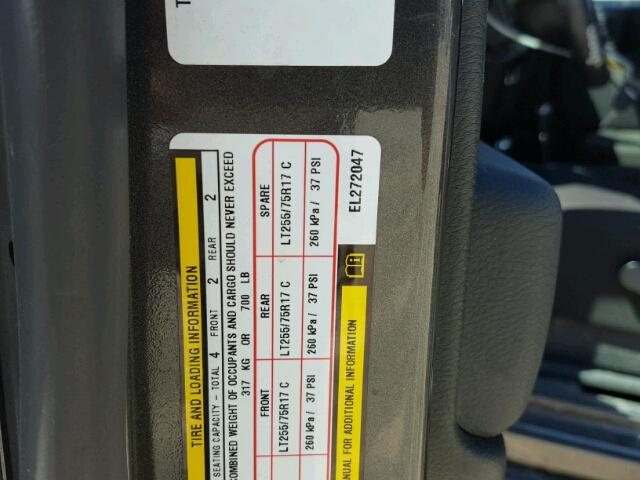 T
TIRE AND LOADING INFORMATION
SEATING CAPACITY - TOTAL 4 FRONT 2 REAR 2
COMBINED WEIGHT OF OCCUPANTS AND CARGO SHOULD NEVER EXCEED
317 KG OR 700 LB
FRONT REAR SPARE
LT255/75R17 C LT255/75R17 C LT255/75R17 C
260 kPa / 37 PSI 260 kPa / 37 PSI 260 kPa / 37 PSI
MANUAL FOR ADDITIONAL INFORMATION
EL272047